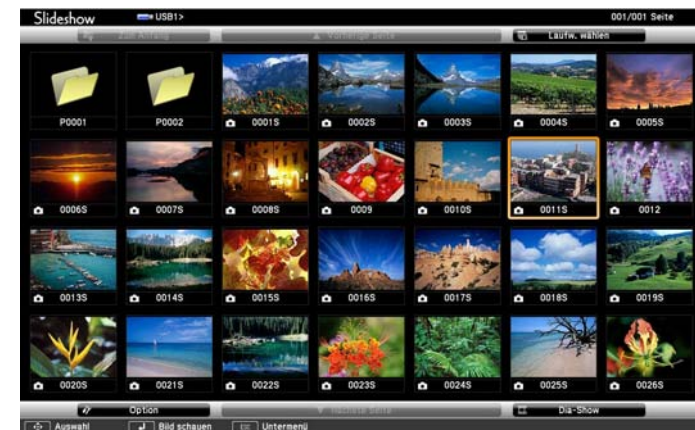 Slideshow USB1> 001/001 Seite
Zum Anfang Vorherige Seite Laufw. wählen
P0001 P0002 0001S 0002S 0003S 0004S 0005S
0006S 0007S 0008S 0009 0010S 0011S 0012
0013S 0014S 0015S 0016S 0017S 0018S 0019S
0020S 0021S 0022S 0023S 0024S 0025S 0026S
Option Nächste Seite Dia-Show
Auswahl Bild schauen Esc Untermenü